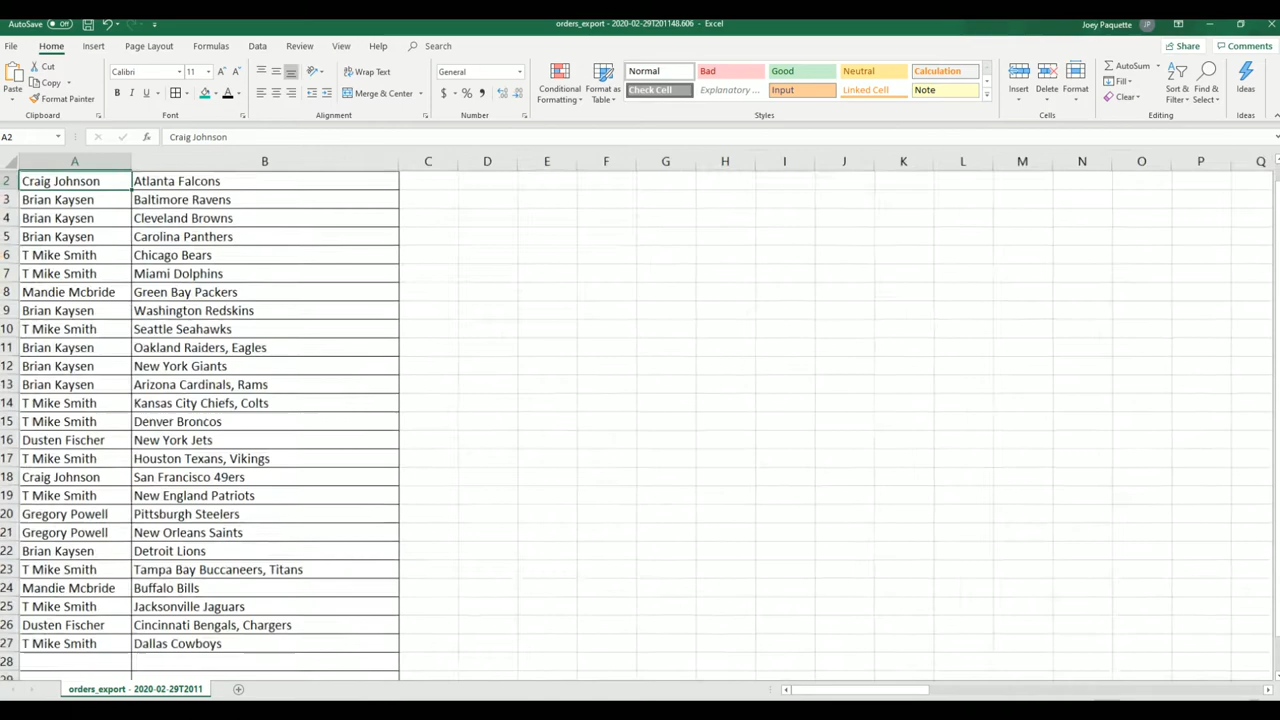 AutoSave Off orders_export - 2020-02-29T201148.606 - Excel Joey Paquette JP
File Home Insert Page Layout Formulas Data Review View Help Search Share Comments
Paste Cut Copy Format Painter Clipboard
Calibri 11 B I U A Font
Wrap Text Merge & Center Alignment
General $ % Number
Conditional Formatting Format as Table
Normal Bad Good Neutral Calculation
Check Cell Explanatory ... Input Linked Cell Note
Styles
Insert Delete Format Cells
AutoSum Fill Clear Sort & Filter Find & Select Editing
Ideas Ideas
A2 fx Craig Johnson
A B C D E F G H I J K L M N O P Q
2 Craig Johnson Atlanta Falcons
3 Brian Kaysen Baltimore Ravens
4 Brian Kaysen Cleveland Browns
5 Brian Kaysen Carolina Panthers
6 T Mike Smith Chicago Bears
7 T Mike Smith Miami Dolphins
8 Mandie Mcbride Green Bay Packers
9 Brian Kaysen Washington Redskins
10 T Mike Smith Seattle Seahawks
11 Brian Kaysen Oakland Raiders, Eagles
12 Brian Kaysen New York Giants
13 Brian Kaysen Arizona Cardinals, Rams
14 T Mike Smith Kansas City Chiefs, Colts
15 T Mike Smith Denver Broncos
16 Dusten Fischer New York Jets
17 T Mike Smith Houston Texans, Vikings
18 Craig Johnson San Francisco 49ers
19 T Mike Smith New England Patriots
20 Gregory Powell Pittsburgh Steelers
21 Gregory Powell New Orleans Saints
22 Brian Kaysen Detroit Lions
23 T Mike Smith Tampa Bay Buccaneers, Titans
24 Mandie Mcbride Buffalo Bills
25 T Mike Smith Jacksonville Jaguars
26 Dusten Fischer Cincinnati Bengals, Chargers
27 T Mike Smith Dallas Cowboys
28
29
orders_export - 2020-02-29T2011